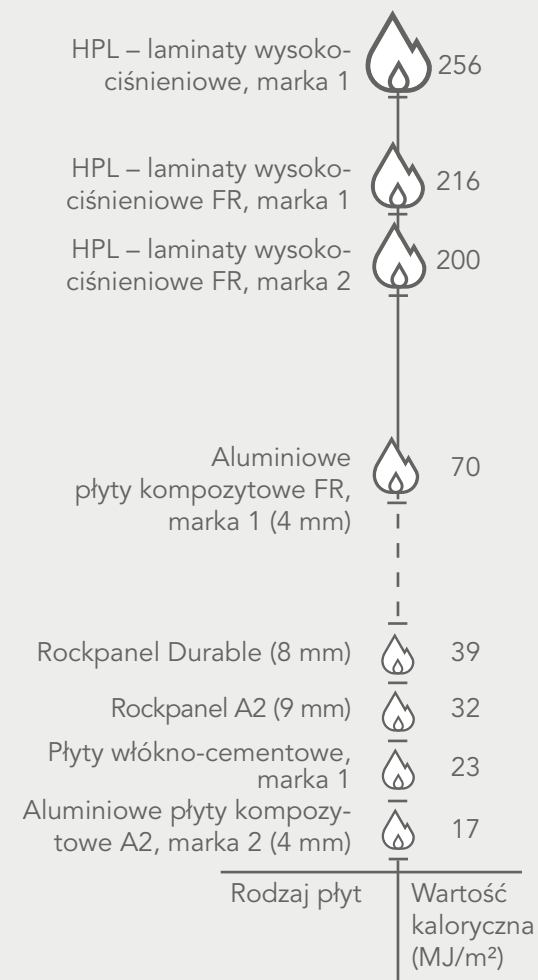 HPL – laminaty wysoko-
ciśnieniowe, marka 1
256
HPL – laminaty wysoko-
ciśnieniowe FR, marka 1
216
HPL – laminaty wysoko-
ciśnieniowe FR, marka 2
200
Aluminiowe
płyty kompozytowe FR,
marka 1 (4 mm)
70
Rockpanel Durable (8 mm)
39
Rockpanel A2 (9 mm)
32
Płyty włókno-cementowe,
marka 1
23
Aluminiowe płyty kompozy-
towe A2, marka 2 (4 mm)
17
Rodzaj płyt
Wartość
kaloryczna
(MJ/m²)